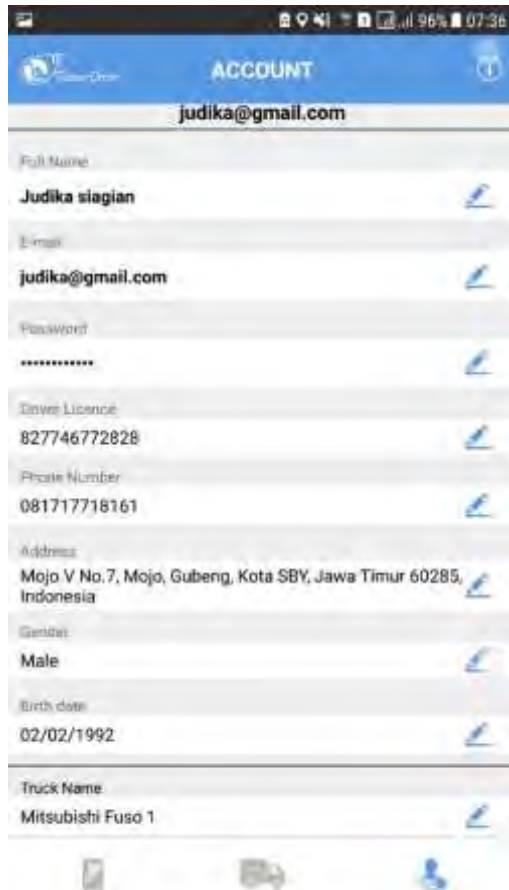 96% 07:36
ACCOUNT
judika@gmail.com
Full Name
Judika siagian
E-mail
judika@gmail.com
Password
••••••••••••
Driver Licence
827746772828
Phone Number
081717718161
Address
Mojo V No.7, Mojo, Gubeng, Kota SBY, Jawa Timur 60285,
Indonesia
Gender
Male
Birth date
02/02/1992
Truck Name
Mitsubishi Fuso 1